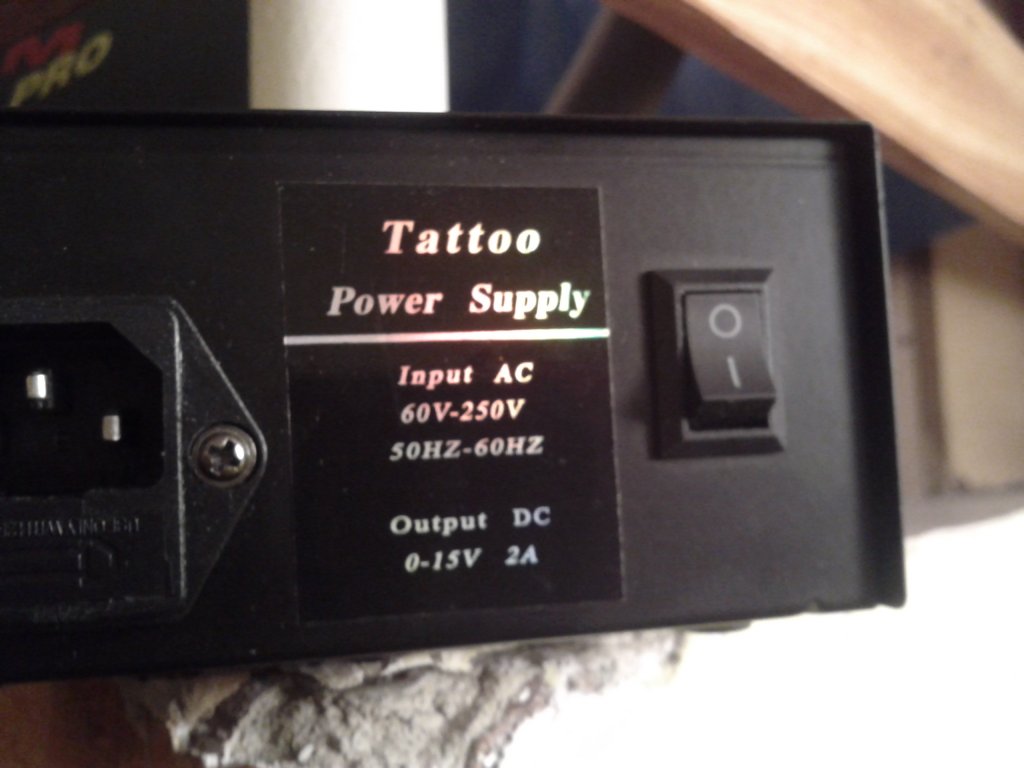 M
PRO
Tattoo
Power Supply
Input AC
60V-250V
50HZ-60HZ
Output DC
0-15V 2A
O
I